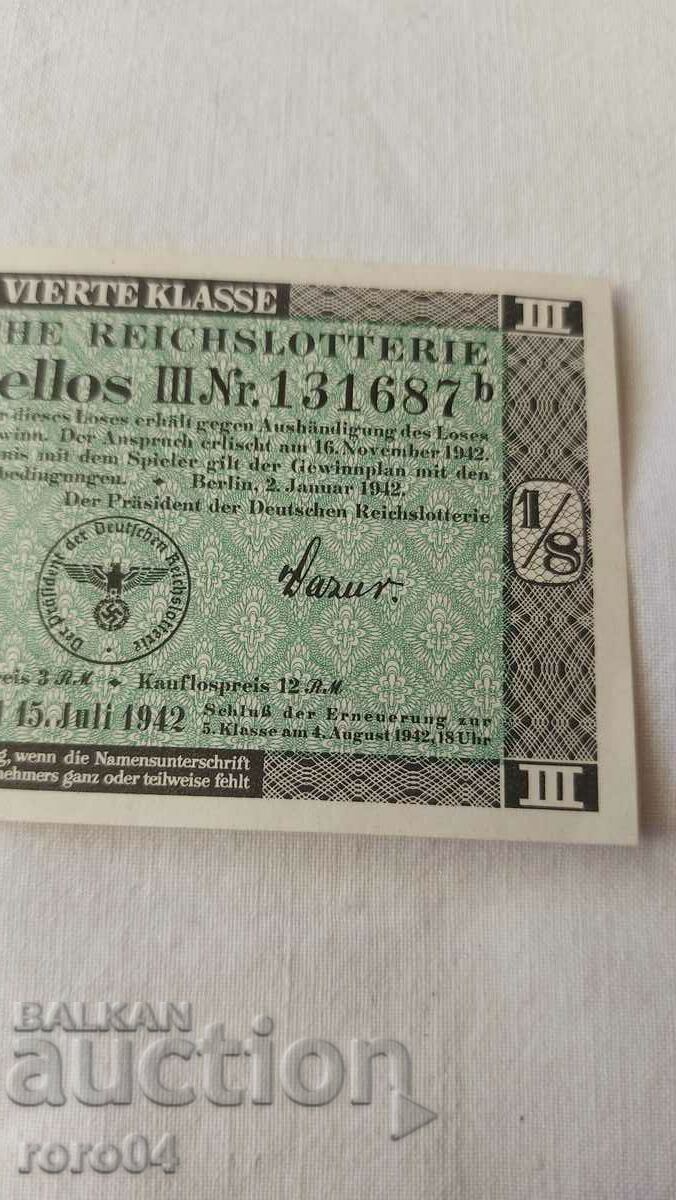 VIERTE KLASSE
III
HE REICHSLOTTERIE
ellos III Nr. 131687 b
r dieses Loses erhält gegen Aushändigung des Loses
winn. Der Anspruch erlischt am 16. November 1942.
nis mit dem Spieler gilt der Gewinnplan mit den
bedingungen. Berlin, 2. Januar 1942.
Der Präsident der Deutschen Reichslotterie
1/8
Der Präsident der Deutschen Reichslotterie
Dazur.
reis 3 RM Kauflospreis 12 RM
15. Juli 1942
Schluß der Erneuerung zur
5. Klasse am 4. August 1942, 18 Uhr
g, wenn die Namensunterschrift
nehmers ganz oder teilweise fehlt
III
BALKAN
auction
roro04